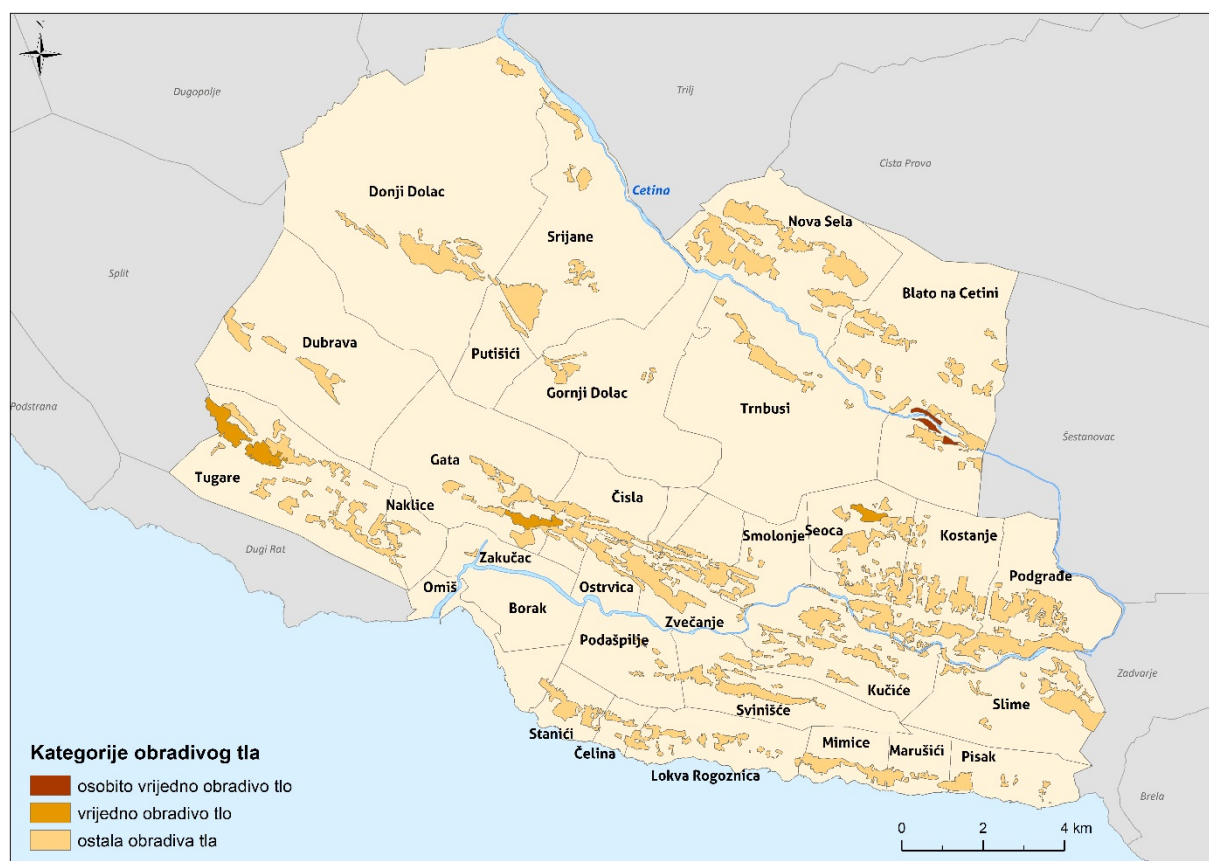 N
Dugopolje
Trilj
Cista Provo
Cetina
Donji Dolac
Nova Sela
Srijane
Split
Blato na Cetini
Dubrava
Putišići
Gornji Dolac
Trnbusi
Podstrana
Šestanovac
Gata
Tugare
Čisla
Naklice
Smolonje
Seoca
Kostanje
Dugi Rat
Zakučac
Podgrađe
Omiš
Ostrvica
Borak
Zvečanje
Podašpilje
Zadvarje
Kučiće
Slime
Svinišće
Stanići
Mimice
Marušići
Pisak
Čelina
Lokva Rogoznica
Brela
Kategorije obradivog tla
osobito vrijedno obradivo tlo
vrijedno obradivo tlo
ostala obradiva tla
0 2 4 km